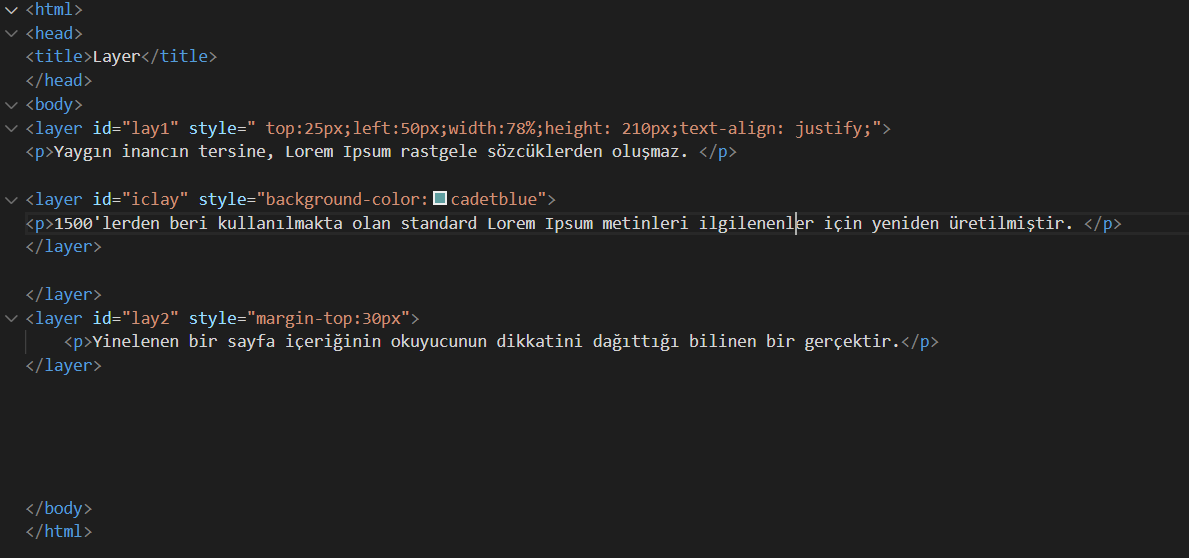 <html>
<head>
<title>Layer</title>
</head>
<body>
<layer id="lay1" style=" top:25px;left:50px;width:78%;height: 210px;text-align: justify;">
<p>Yaygın inancın tersine, Lorem Ipsum rastgele sözcüklerden oluşmaz. </p>
<layer id="iclay" style="background-color:cadetblue">
<p>1500'lerden beri kullanılmakta olan standard Lorem Ipsum metinleri ilgilenenler için yeniden üretilmiştir. </p>
</layer>
</layer>
<layer id="lay2" style="margin-top:30px">
<p>Yinelenen bir sayfa içeriğinin okuyucunun dikkatini dağıttığı bilinen bir gerçektir.</p>
</layer>
</body>
</html>